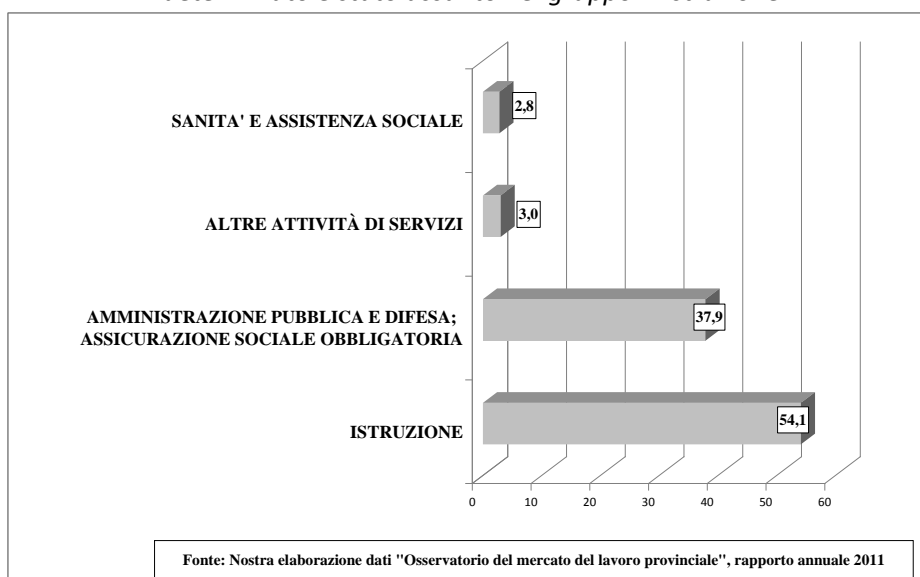 SANITA' E ASSISTENZA SOCIALE
2,8
ALTRE ATTIVITÀ DI SERVIZI
3,0
AMMINISTRAZIONE PUBBLICA E DIFESA;
ASSICURAZIONE SOCIALE OBBLIGATORIA
37,9
ISTRUZIONE
54,1
0 10 20 30 40 50 60
Fonte: Nostra elaborazione dati "Osservatorio del mercato del lavoro provinciale", rapporto annuale 2011